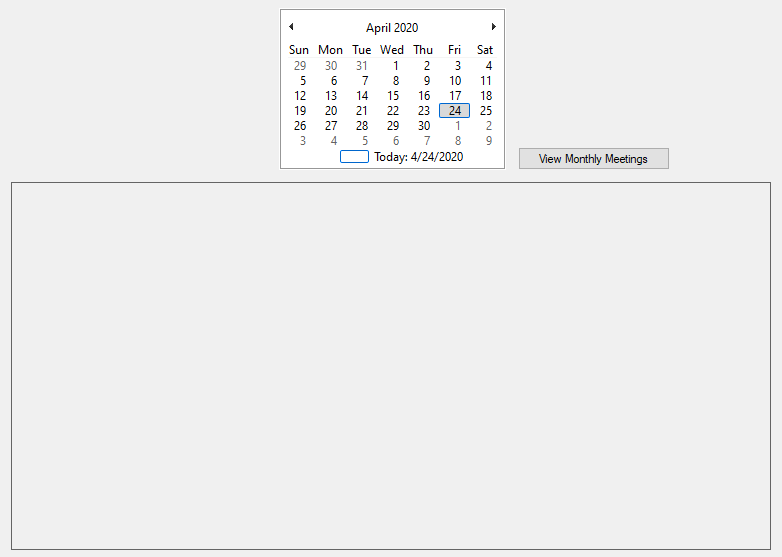 April 2020
Sun Mon Tue Wed Thu Fri Sat
29 30 31 1 2 3 4
5 6 7 8 9 10 11
12 13 14 15 16 17 18
19 20 21 22 23 24 25
26 27 28 29 30 1 2
3 4 5 6 7 8 9
Today: 4/24/2020
View Monthly Meetings